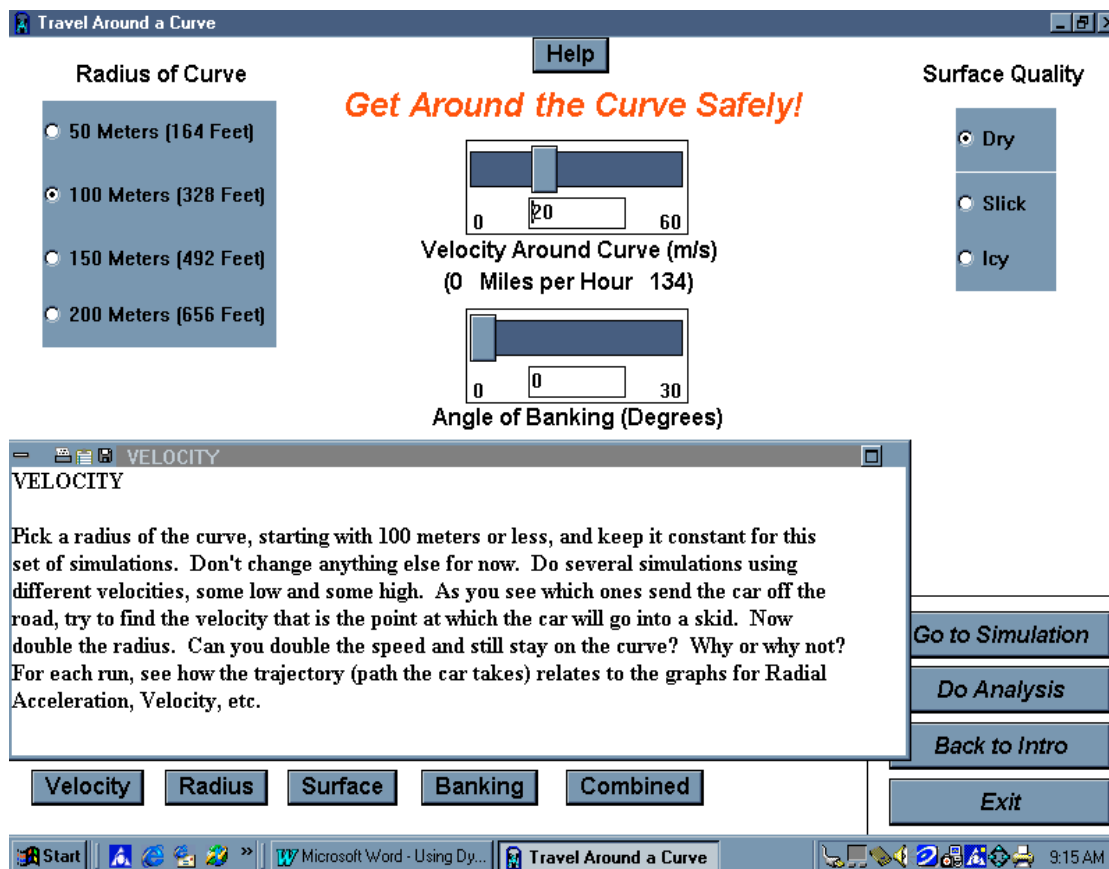 Travel Around a Curve
Help
Radius of Curve
Surface Quality
Get Around the Curve Safely!
50 Meters (164 Feet)
100 Meters (328 Feet)
150 Meters (492 Feet)
200 Meters (656 Feet)
Dry
Slick
Icy
0 20 60
Velocity Around Curve (m/s)
(0 Miles per Hour 134)
0 0 30
Angle of Banking (Degrees)
VELOCITY
VELOCITY
Pick a radius of the curve, starting with 100 meters or less, and keep it constant for this
set of simulations. Don't change anything else for now. Do several simulations using
different velocities, some low and some high. As you see which ones send the car off the
road, try to find the velocity that is the point at which the car will go into a skid. Now
double the radius. Can you double the speed and still stay on the curve? Why or why not?
For each run, see how the trajectory (path the car takes) relates to the graphs for Radial
Acceleration, Velocity, etc.
Go to Simulation
Do Analysis
Back to Intro
Exit
Velocity Radius Surface Banking Combined
Start » Microsoft Word - Using Dy... Travel Around a Curve 9:15 AM